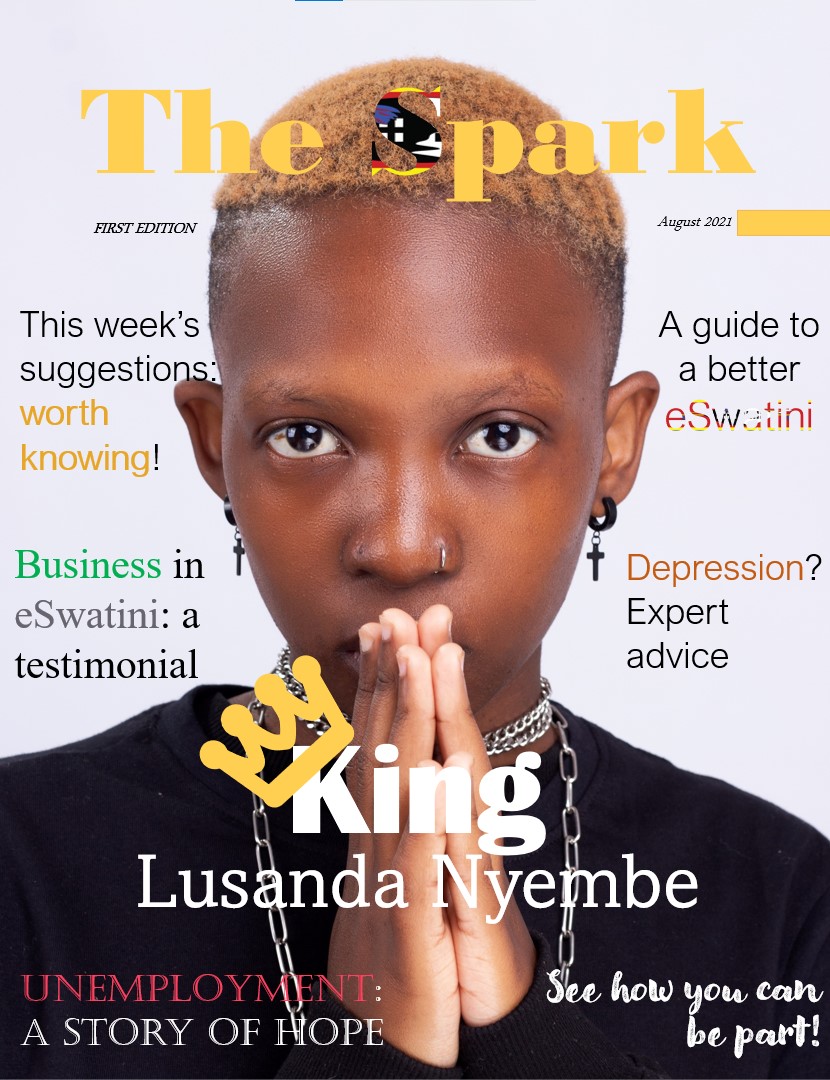 The Spark
FIRST EDITION
August 2021
This week's
suggestions:
worth
knowing!
A guide to
a better
eSwatini
Business in
eSwatini: a
testimonial
Depression?
Expert
advice
King
Lusanda Nyembe
UNEMPLOYMENT:
A STORY OF HOPE
See how you can
be part!